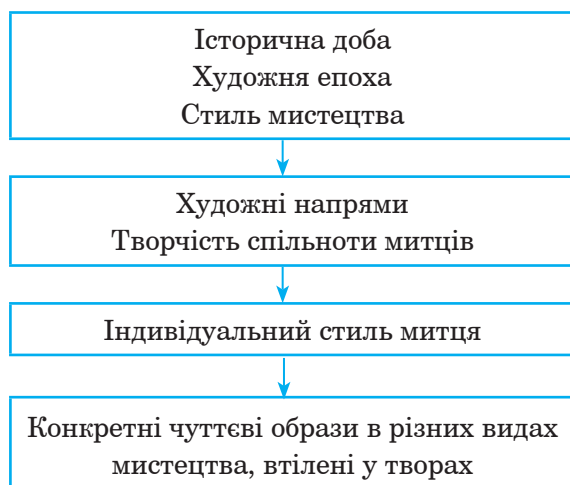 Історична доба
Художня епоха
Стиль мистецтва
Художні напрями
Творчість спільноти митців
Індивідуальний стиль митця
Конкретні чуттєві образи в різних видах
мистецтва, втілені у творах